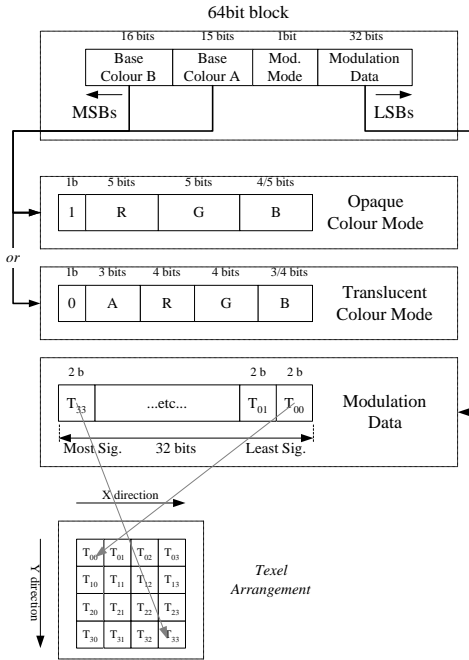 64bit block
16 bits 15 bits 1bit 32 bits
Base Colour B Base Colour A Mod. Mode Modulation Data
MSBs LSBs
1b 5 bits 5 bits 4/5 bits
1 R G B
Opaque
Colour Mode
or
1b 3 bits 4 bits 4 bits 3/4 bits
0 A R G B
Translucent
Colour Mode
2 b 2 b 2 b
T33 ...etc... T01 T00
Modulation
Data
Most Sig. 32 bits Least Sig.
X direction
Y direction
T00 T01 T02 T03
T10 T11 T12 T13
T20 T21 T22 T23
T30 T31 T32 T33
Texel
Arrangement